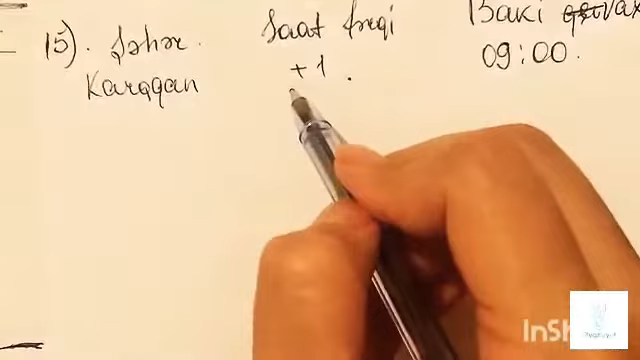 15). Şəhər. Saat fərqi Bakı
Karaqan +1. 09:00.
InSh